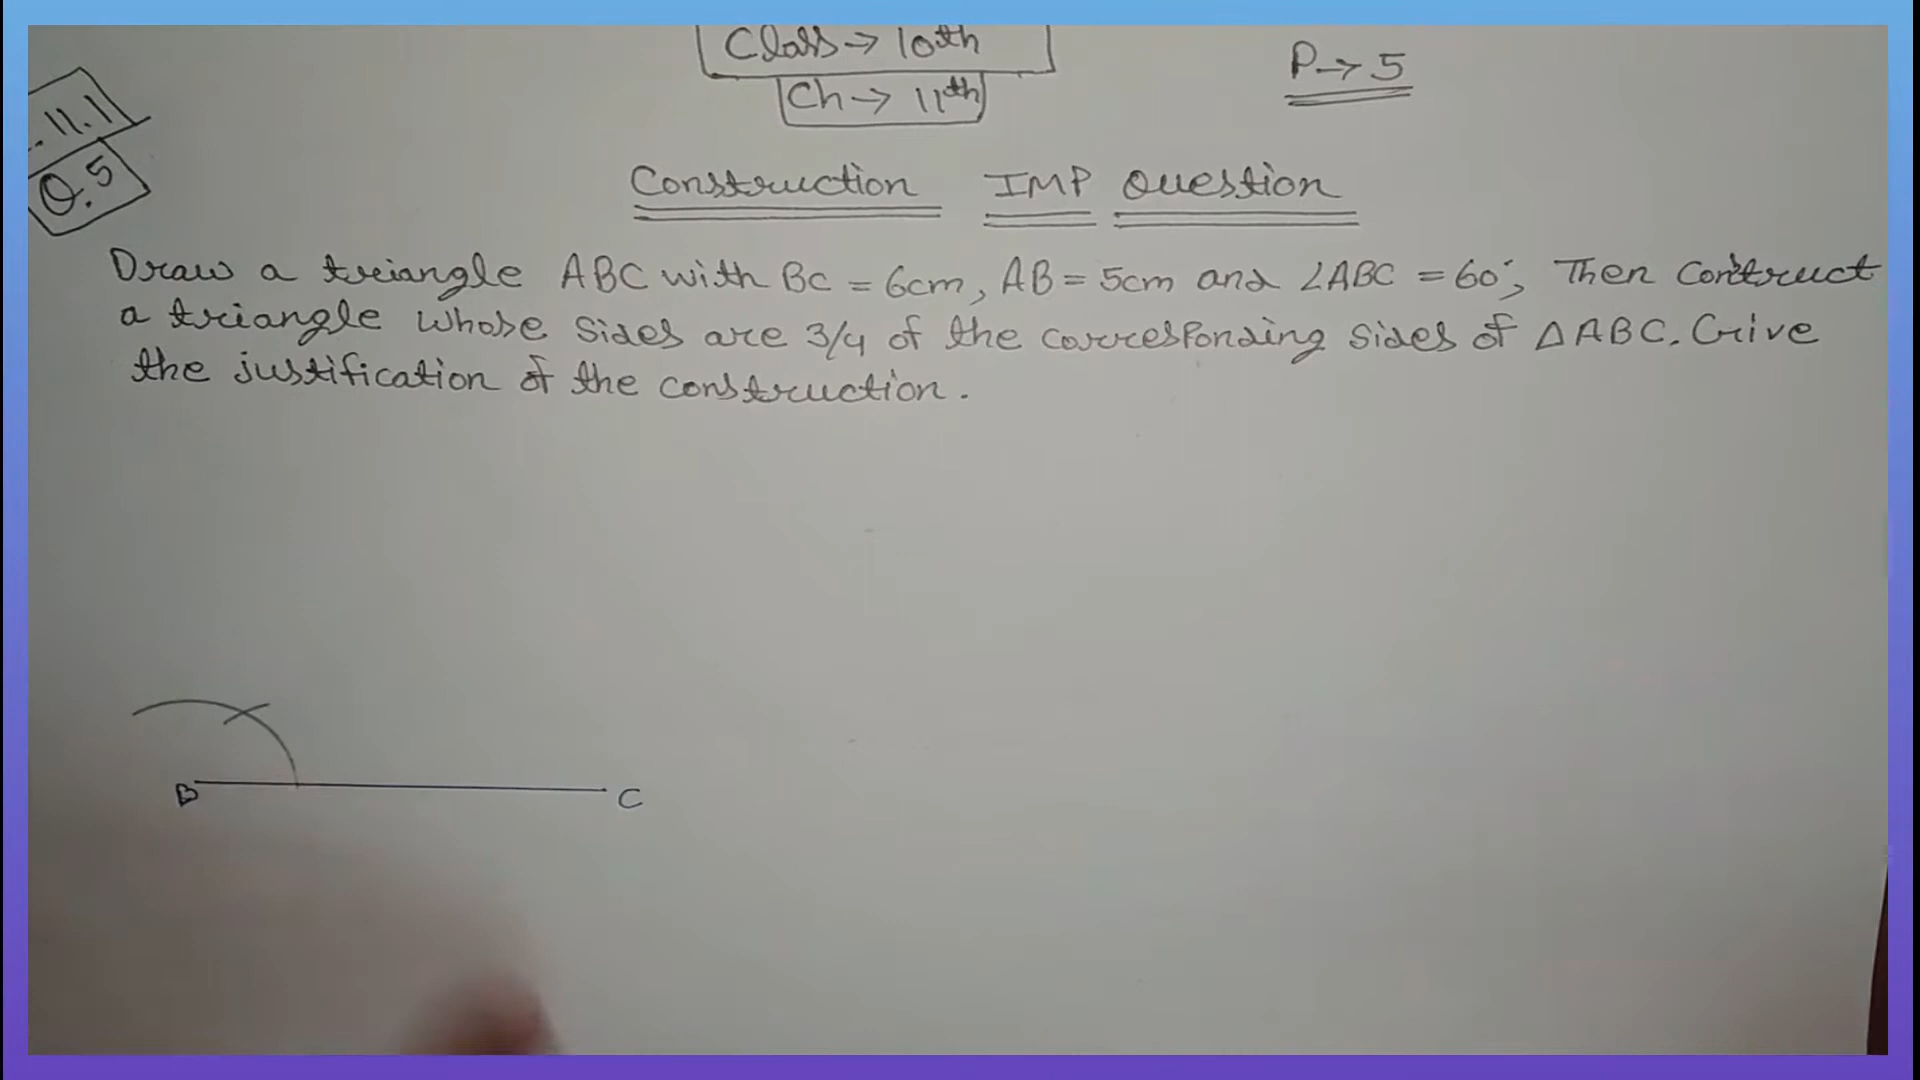 Class → 10th
P → 5
Ch → 11th
. 11.1
Q.5
Construction IMP Question
Draw a triangle ABC with BC = 6cm, AB = 5cm and ∠ABC = 60°, Then Construct
a triangle whose sides are 3/4 of the corresponding sides of △ABC. Give
the justification of the construction.
B C